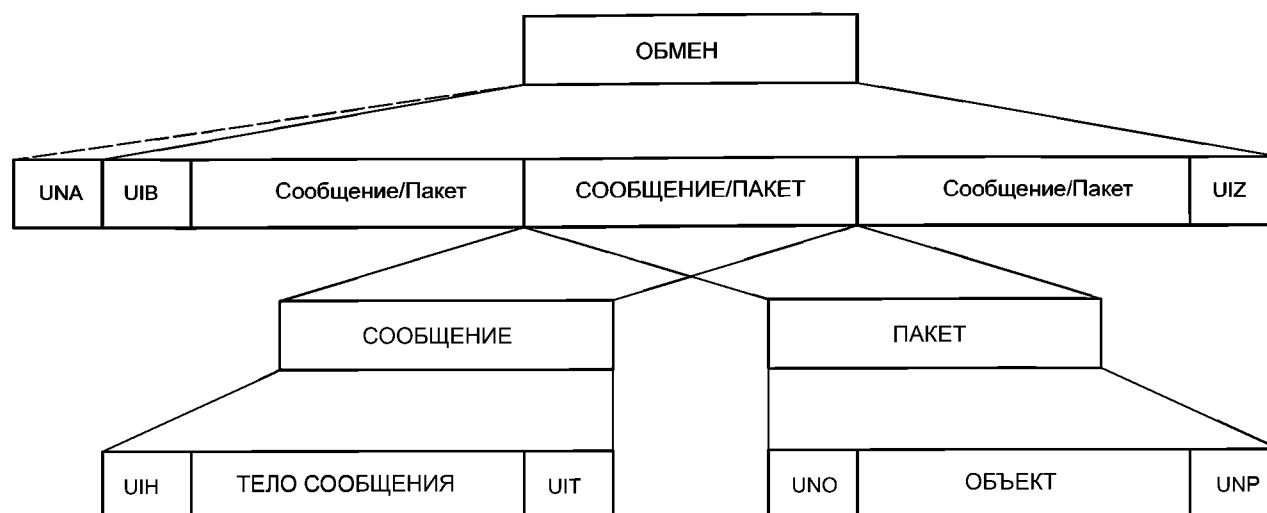 ОБМЕН
UNA UIB Сообщение/Пакет СООБЩЕНИЕ/ПАКЕТ Сообщение/Пакет UIZ
СООБЩЕНИЕ ПАКЕТ
UIH ТЕЛО СООБЩЕНИЯ UIT UNO ОБЪЕКТ UNP